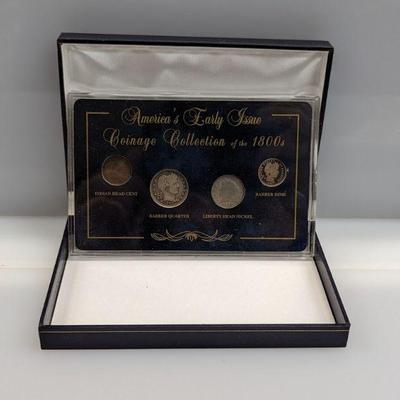 America's Early Issue
Coinage Collection of the 1800s
INDIAN HEAD CENT
BARBER DIME
BARBER QUARTER
LIBERTY HEAD NICKEL